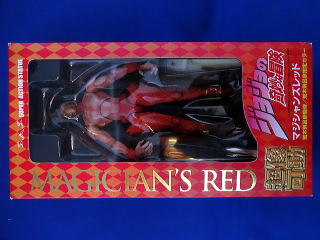 S.A.S SUPER ACTION STATUE
ジョジョの
奇妙な冒険
マジシャンズレッド
MAGICIAN'S RED
超像
可動